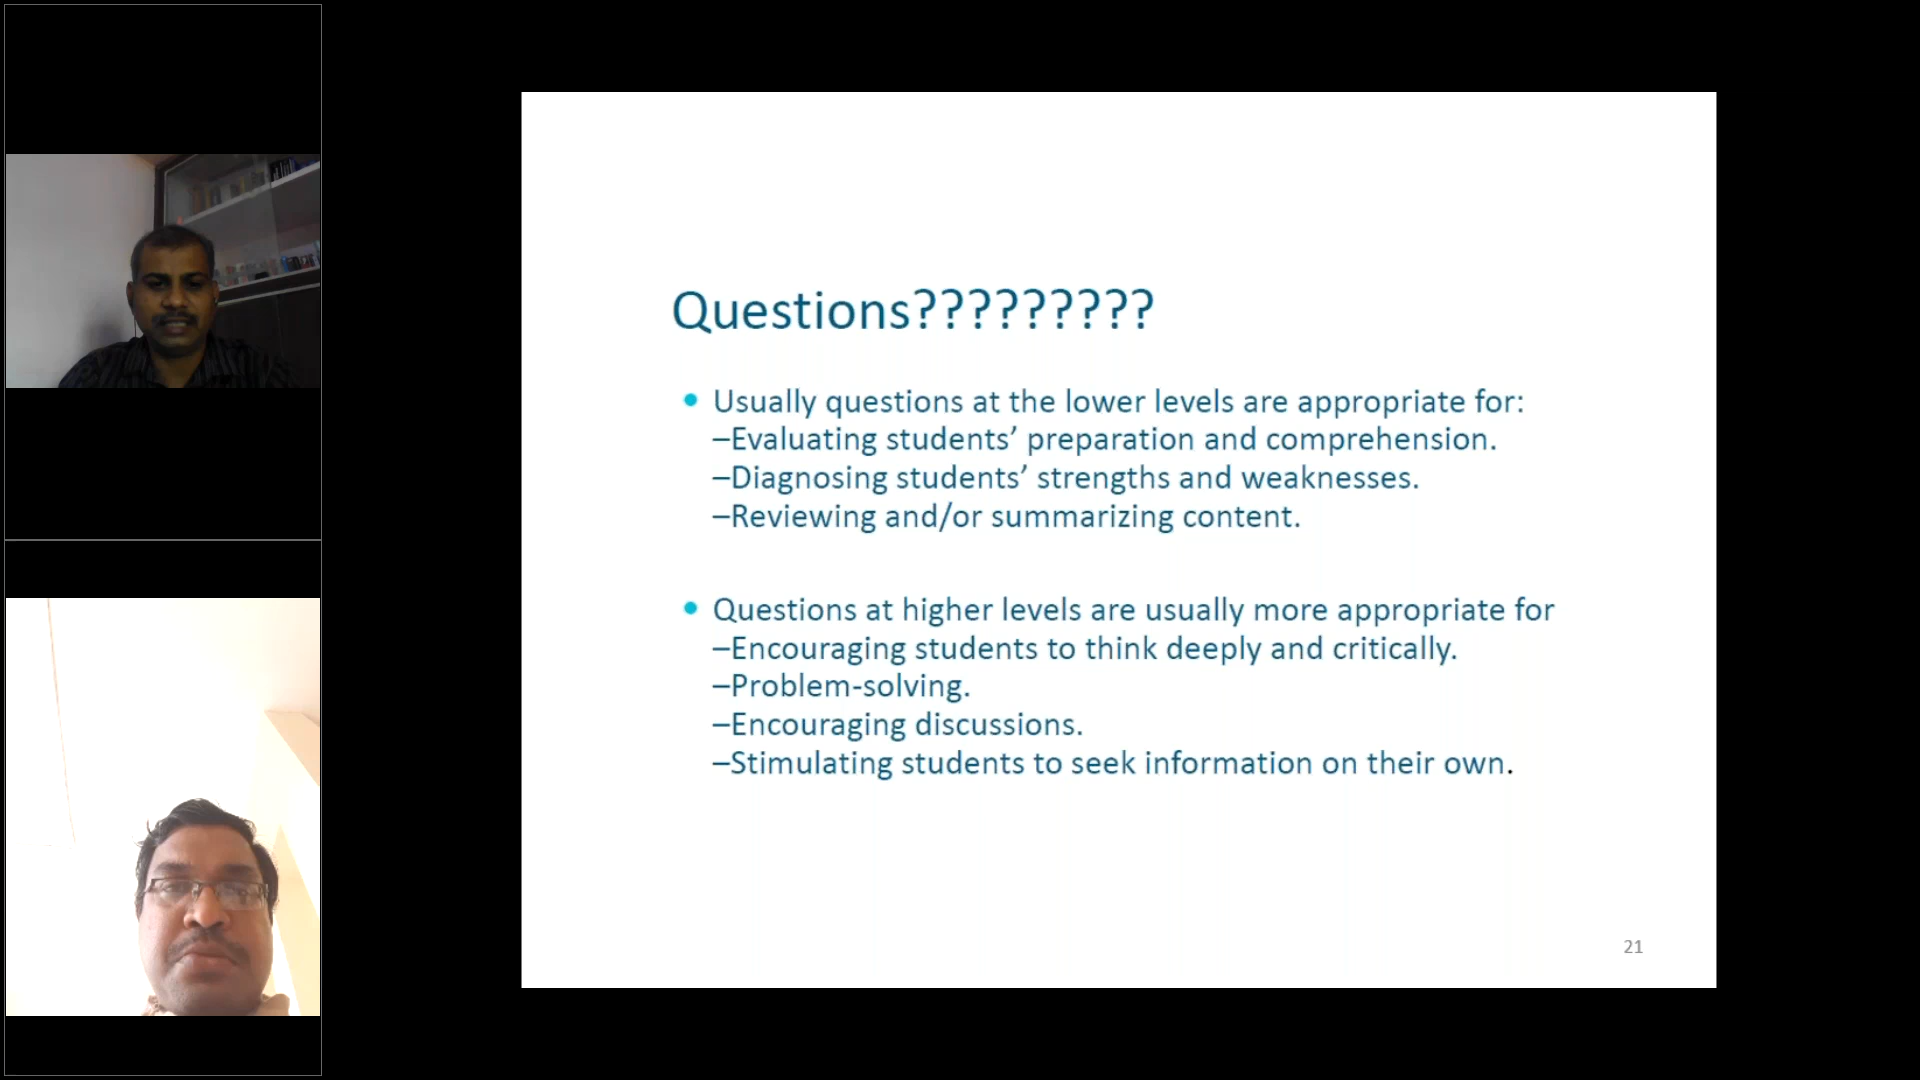 Questions?????????
• Usually questions at the lower levels are appropriate for:
–Evaluating students’ preparation and comprehension.
–Diagnosing students’ strengths and weaknesses.
–Reviewing and/or summarizing content.
• Questions at higher levels are usually more appropriate for
–Encouraging students to think deeply and critically.
–Problem-solving.
–Encouraging discussions.
–Stimulating students to seek information on their own.
21